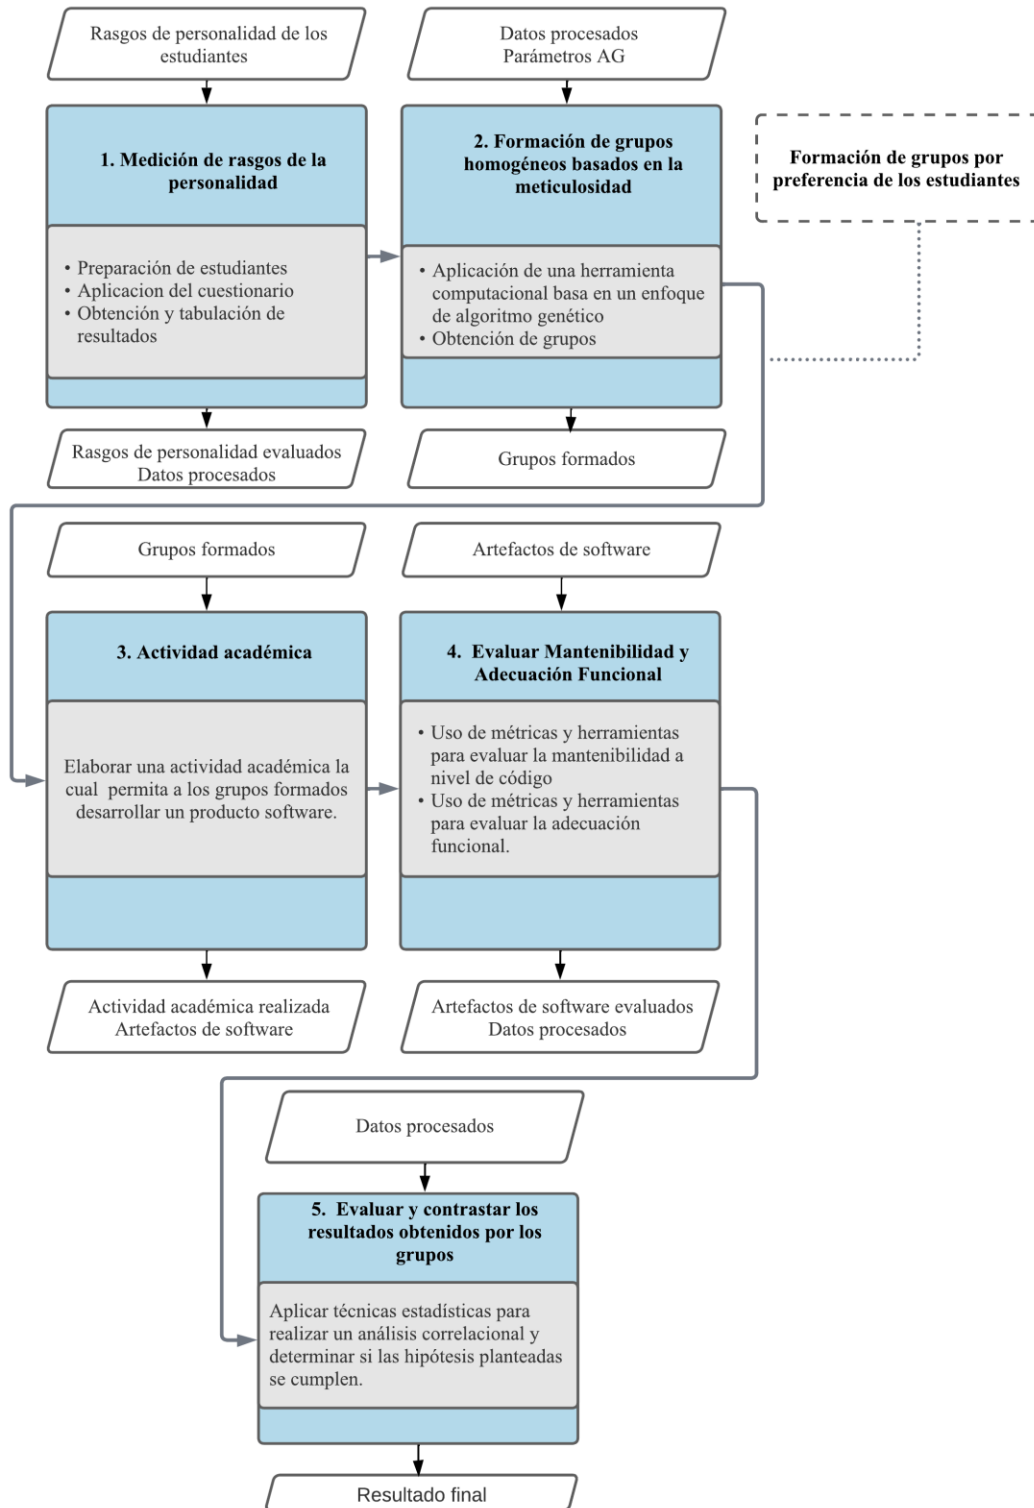 Rasgos de personalidad de los
estudiantes
Datos procesados
Parámetros AG
1. Medición de rasgos de la
personalidad
• Preparación de estudiantes
• Aplicacion del cuestionario
• Obtención y tabulación de
resultados
2. Formación de grupos
homogéneos basados en la
meticulosidad
• Aplicación de una herramienta
computacional basa en un enfoque
de algoritmo genético
• Obtención de grupos
Formación de grupos por
preferencia de los estudiantes
Rasgos de personalidad evaluados
Datos procesados
Grupos formados
Grupos formados
Artefactos de software
3. Actividad académica
Elaborar una actividad académica la
cual permita a los grupos formados
desarrollar un producto software.
4. Evaluar Mantenibilidad y
Adecuación Funcional
• Uso de métricas y herramientas
para evaluar la mantenibilidad a
nivel de código
• Uso de métricas y herramientas
para evaluar la adecuación
funcional.
Actividad académica realizada
Artefactos de software
Artefactos de software evaluados
Datos procesados
Datos procesados
5. Evaluar y contrastar los
resultados obtenidos por los
grupos
Aplicar técnicas estadísticas para
realizar un análisis correlacional y
determinar si las hipótesis planteadas
se cumplen.
Resultado final